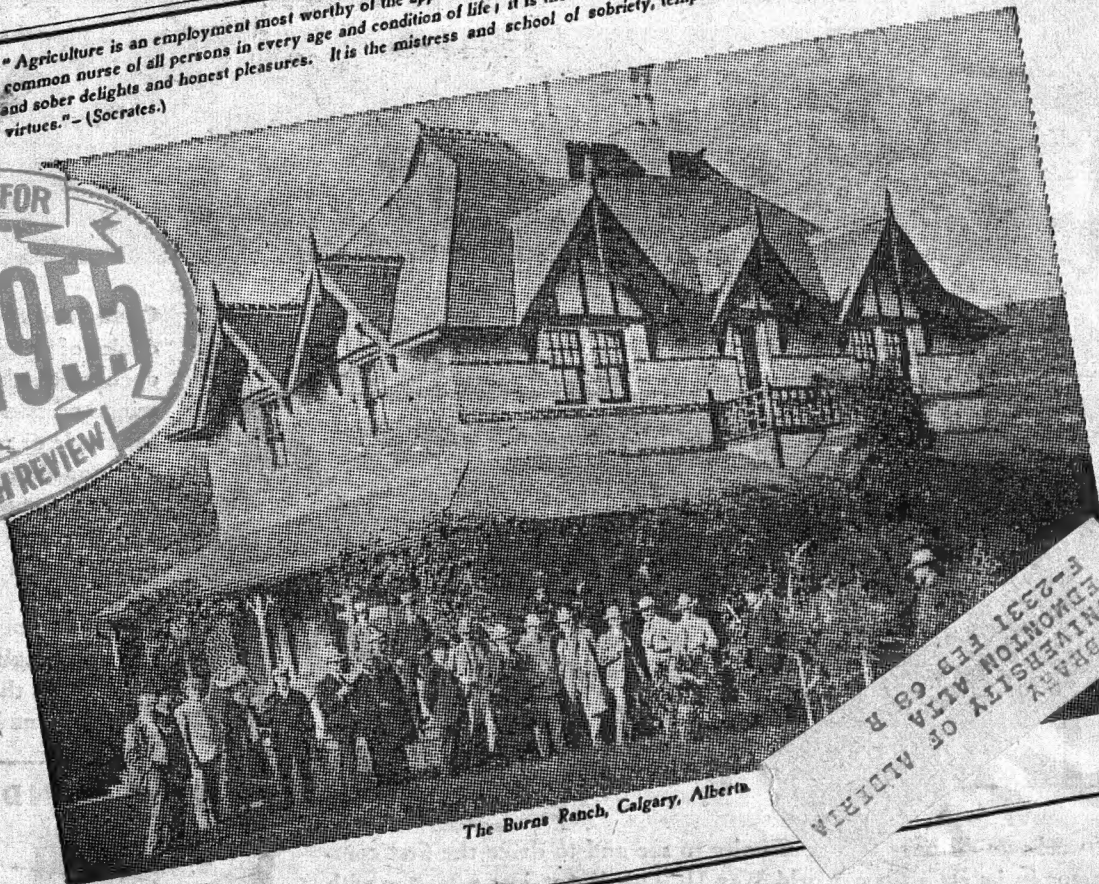 "Agriculture is an employment most worthy of the
common nurse of all persons in every age and condition of life; it is
and sober delights and honest pleasures. It is the mistress and school of sobriety,
virtues."—(Socrates.)
FOR
1955
REVIEW
The Burns Ranch, Calgary, Alberta.
UNIVERSITY OF ALBERTA
EDMONTON ALTA
F-2331 FEB 68 R